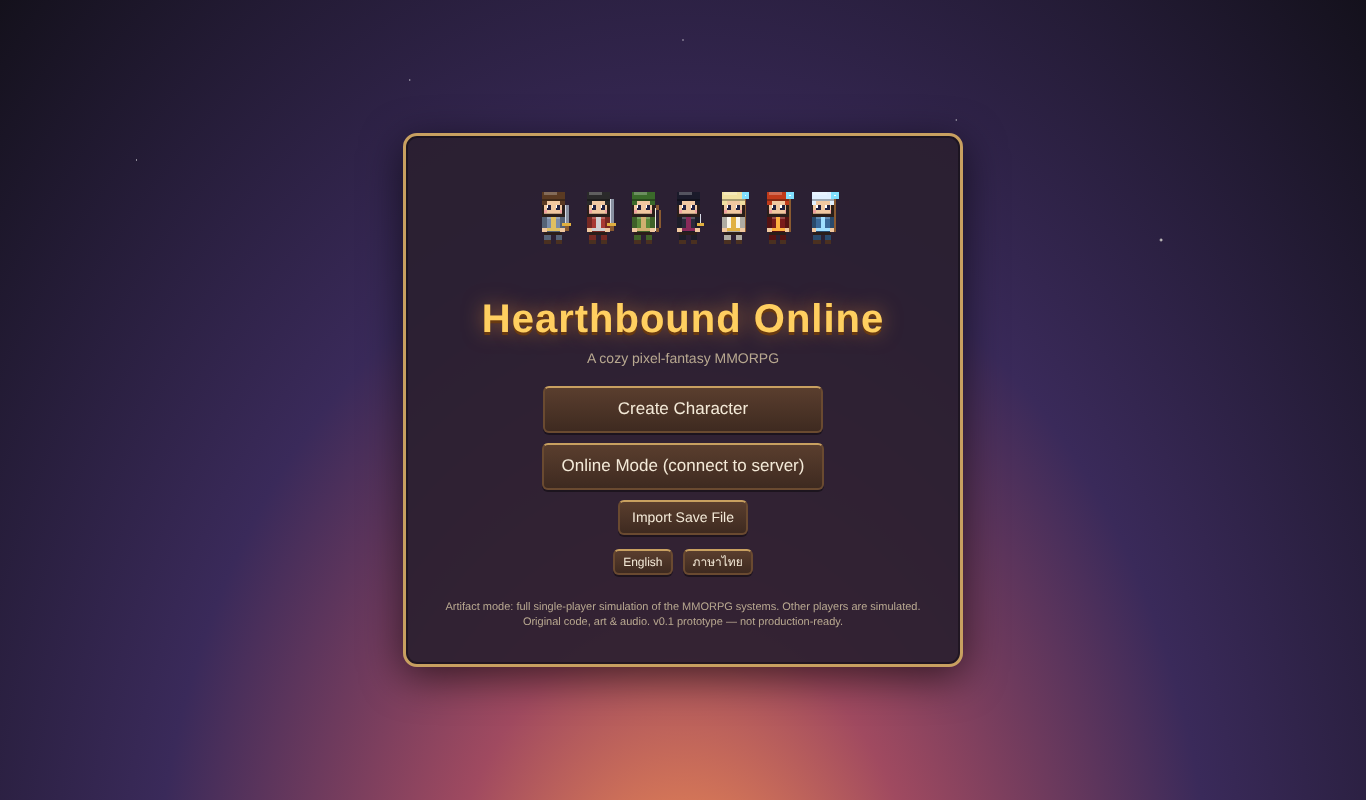 Hearthbound Online
A cozy pixel-fantasy MMORPG
Create Character
Online Mode (connect to server)
Import Save File
English
ภาษาไทย
Artifact mode: full single-player simulation of the MMORPG systems. Other players are simulated.
Original code, art & audio. v0.1 prototype — not production-ready.